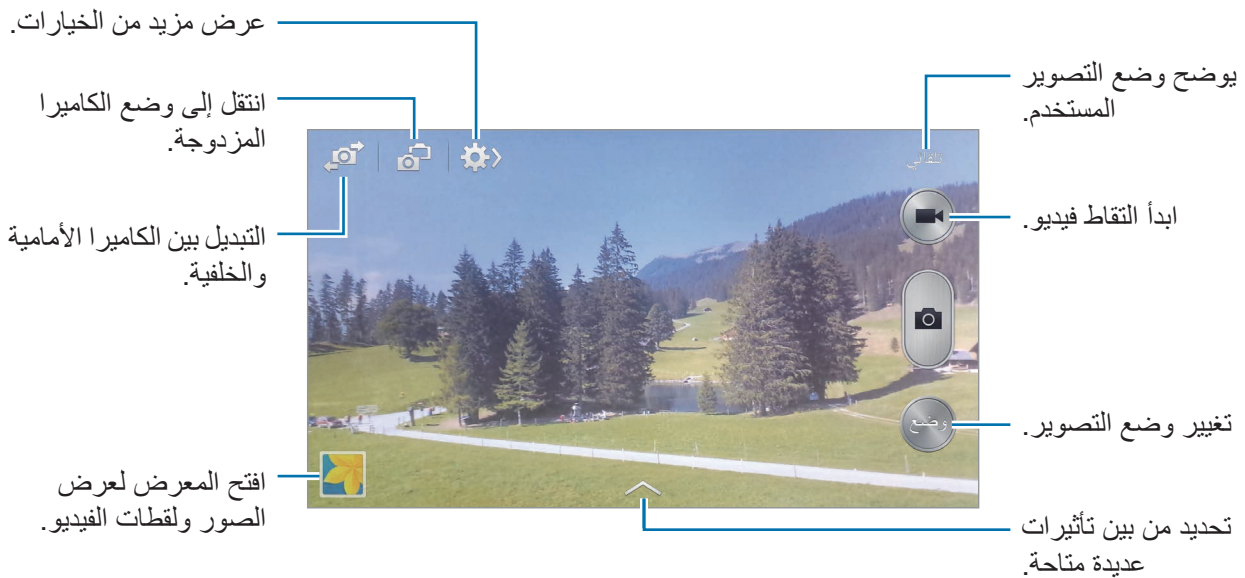 عرض مزيد من الخيارات.
انتقل إلى وضع الكاميرا
المزدوجة.
التبديل بين الكاميرا الأمامية
والخلفية.
افتح المعرض لعرض
الصور ولقطات الفيديو.
يوضح وضع التصوير
المستخدم.
تلقائي
ابدأ التقاط فيديو.
وضع
تغيير وضع التصوير.
تحديد من بين تأثيرات
عديدة متاحة.